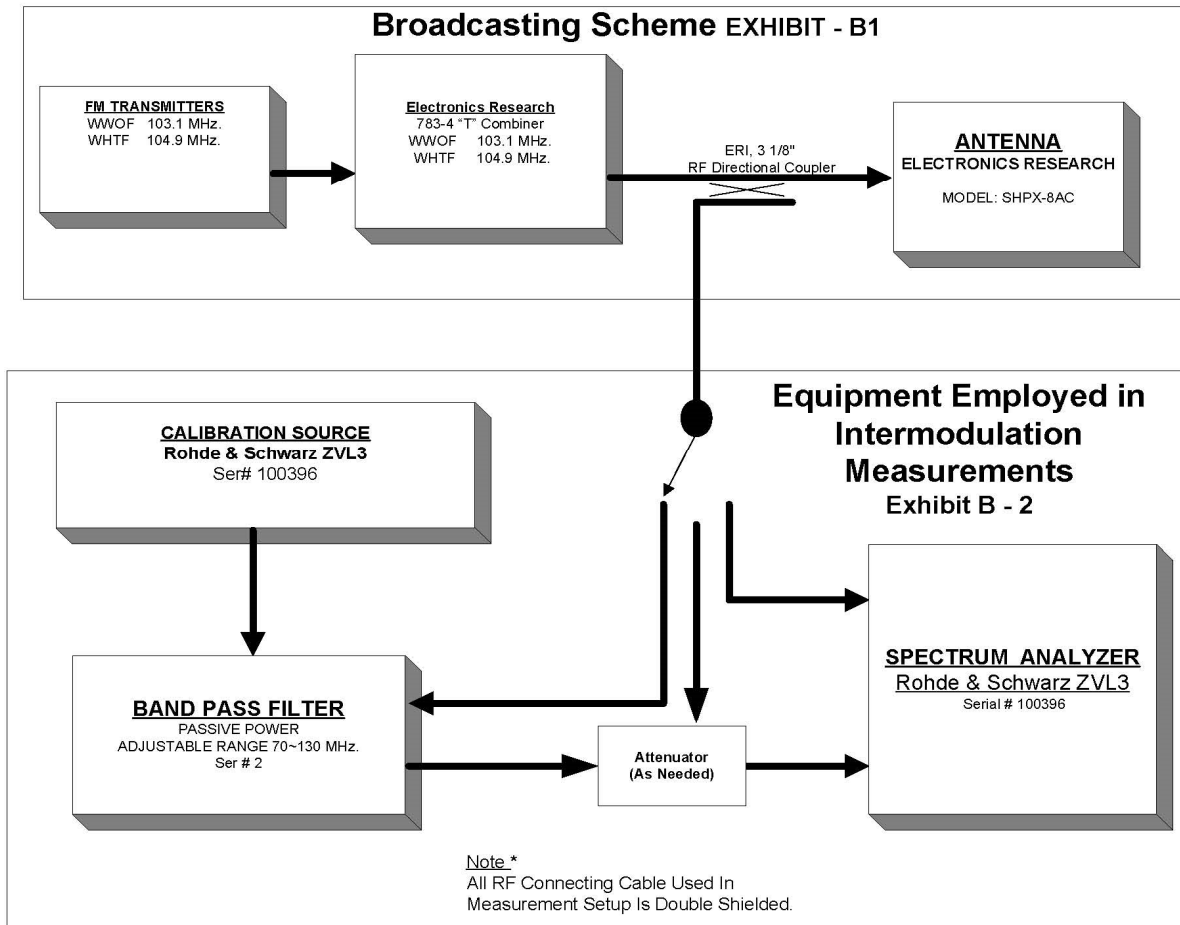 Broadcasting Scheme EXHIBIT - B1
FM TRANSMITTERS
WWOF 103.1 MHz.
WHTF 104.9 MHz.
Electronics Research
783-4 “T” Combiner
WWOF 103.1 MHz.
WHTF 104.9 MHz.
ERI, 3 1/8"
RF Directional Coupler
ANTENNA
ELECTRONICS RESEARCH
MODEL: SHPX-8AC
Equipment Employed in
Intermodulation
Measurements
Exhibit B - 2
CALIBRATION SOURCE
Rohde & Schwarz ZVL3
Ser# 100396
BAND PASS FILTER
PASSIVE POWER
ADJUSTABLE RANGE 70~130 MHz.
Ser # 2
Attenuator
(As Needed)
SPECTRUM ANALYZER
Rohde & Schwarz ZVL3
Serial # 100396
Note *
All RF Connecting Cable Used In
Measurement Setup Is Double Shielded.